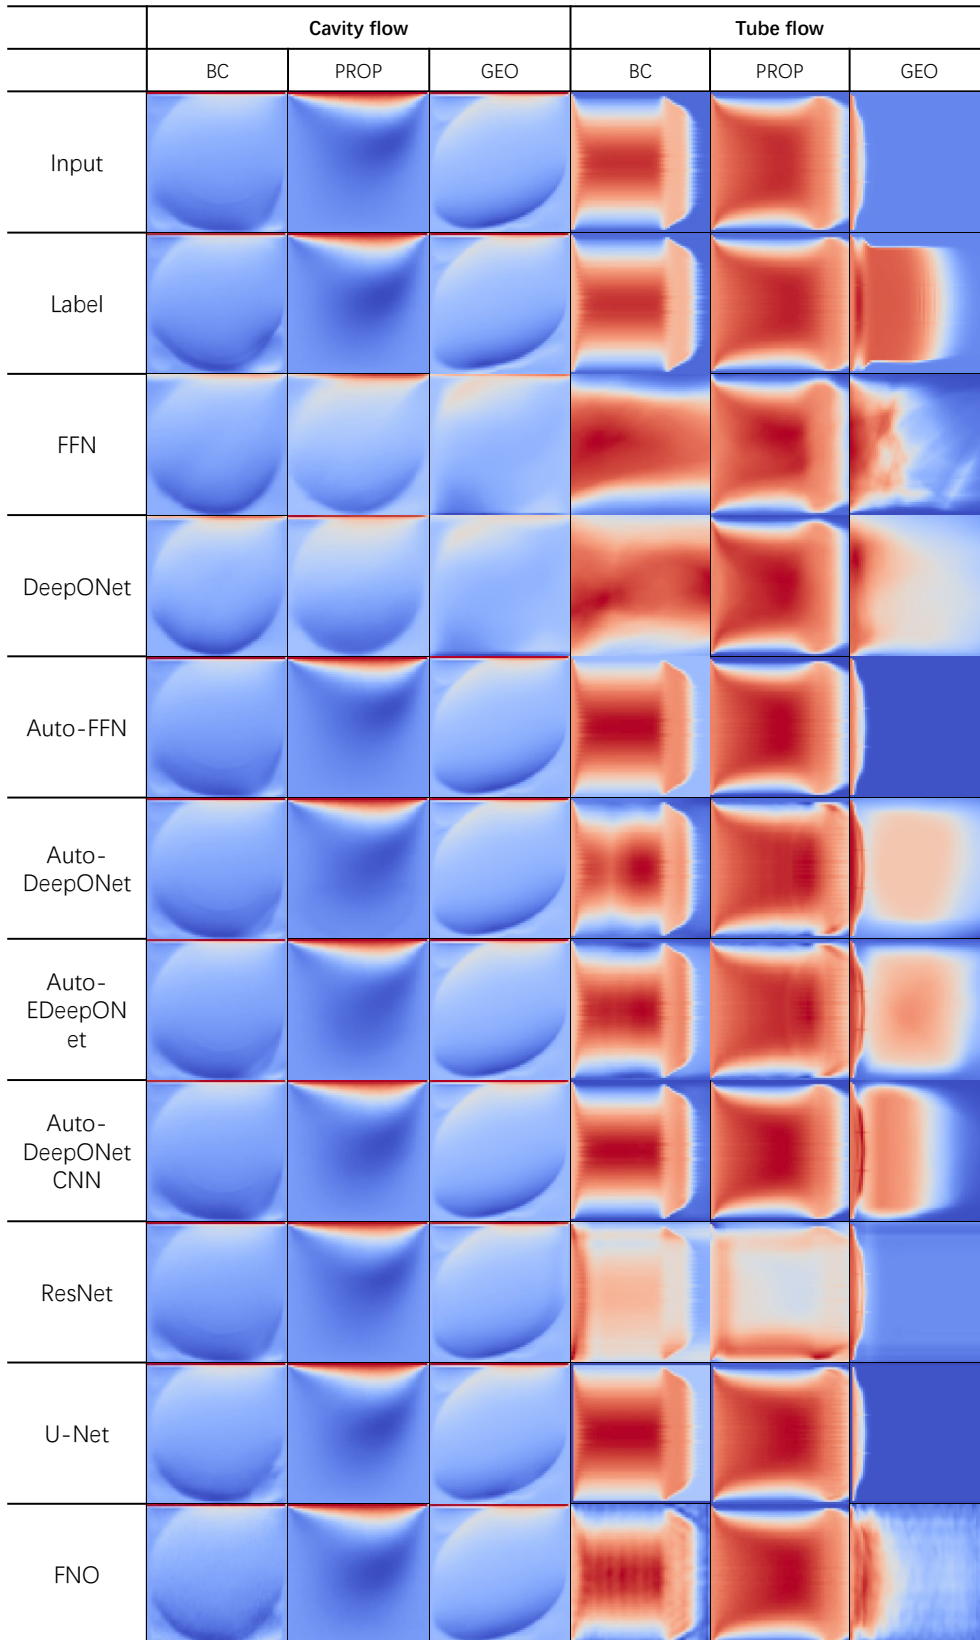 Cavity flow Tube flow
BC PROP GEO BC PROP GEO
Input
Label
FFN
DeepONet
Auto-FFN
Auto-
DeepONet
Auto-
EDeepON
et
Auto-
DeepONet
CNN
ResNet
U-Net
FNO